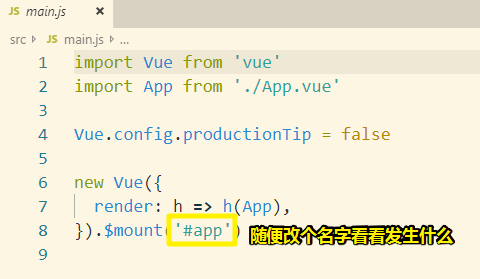 JS main.js ×
src > JS main.js > ...
1 import Vue from 'vue'
2 import App from './App.vue'
3
4 Vue.config.productionTip = false
5
6 new Vue({
7   render: h => h(App),
8 }).$mount('#app') 随便改个名字看看发生什么